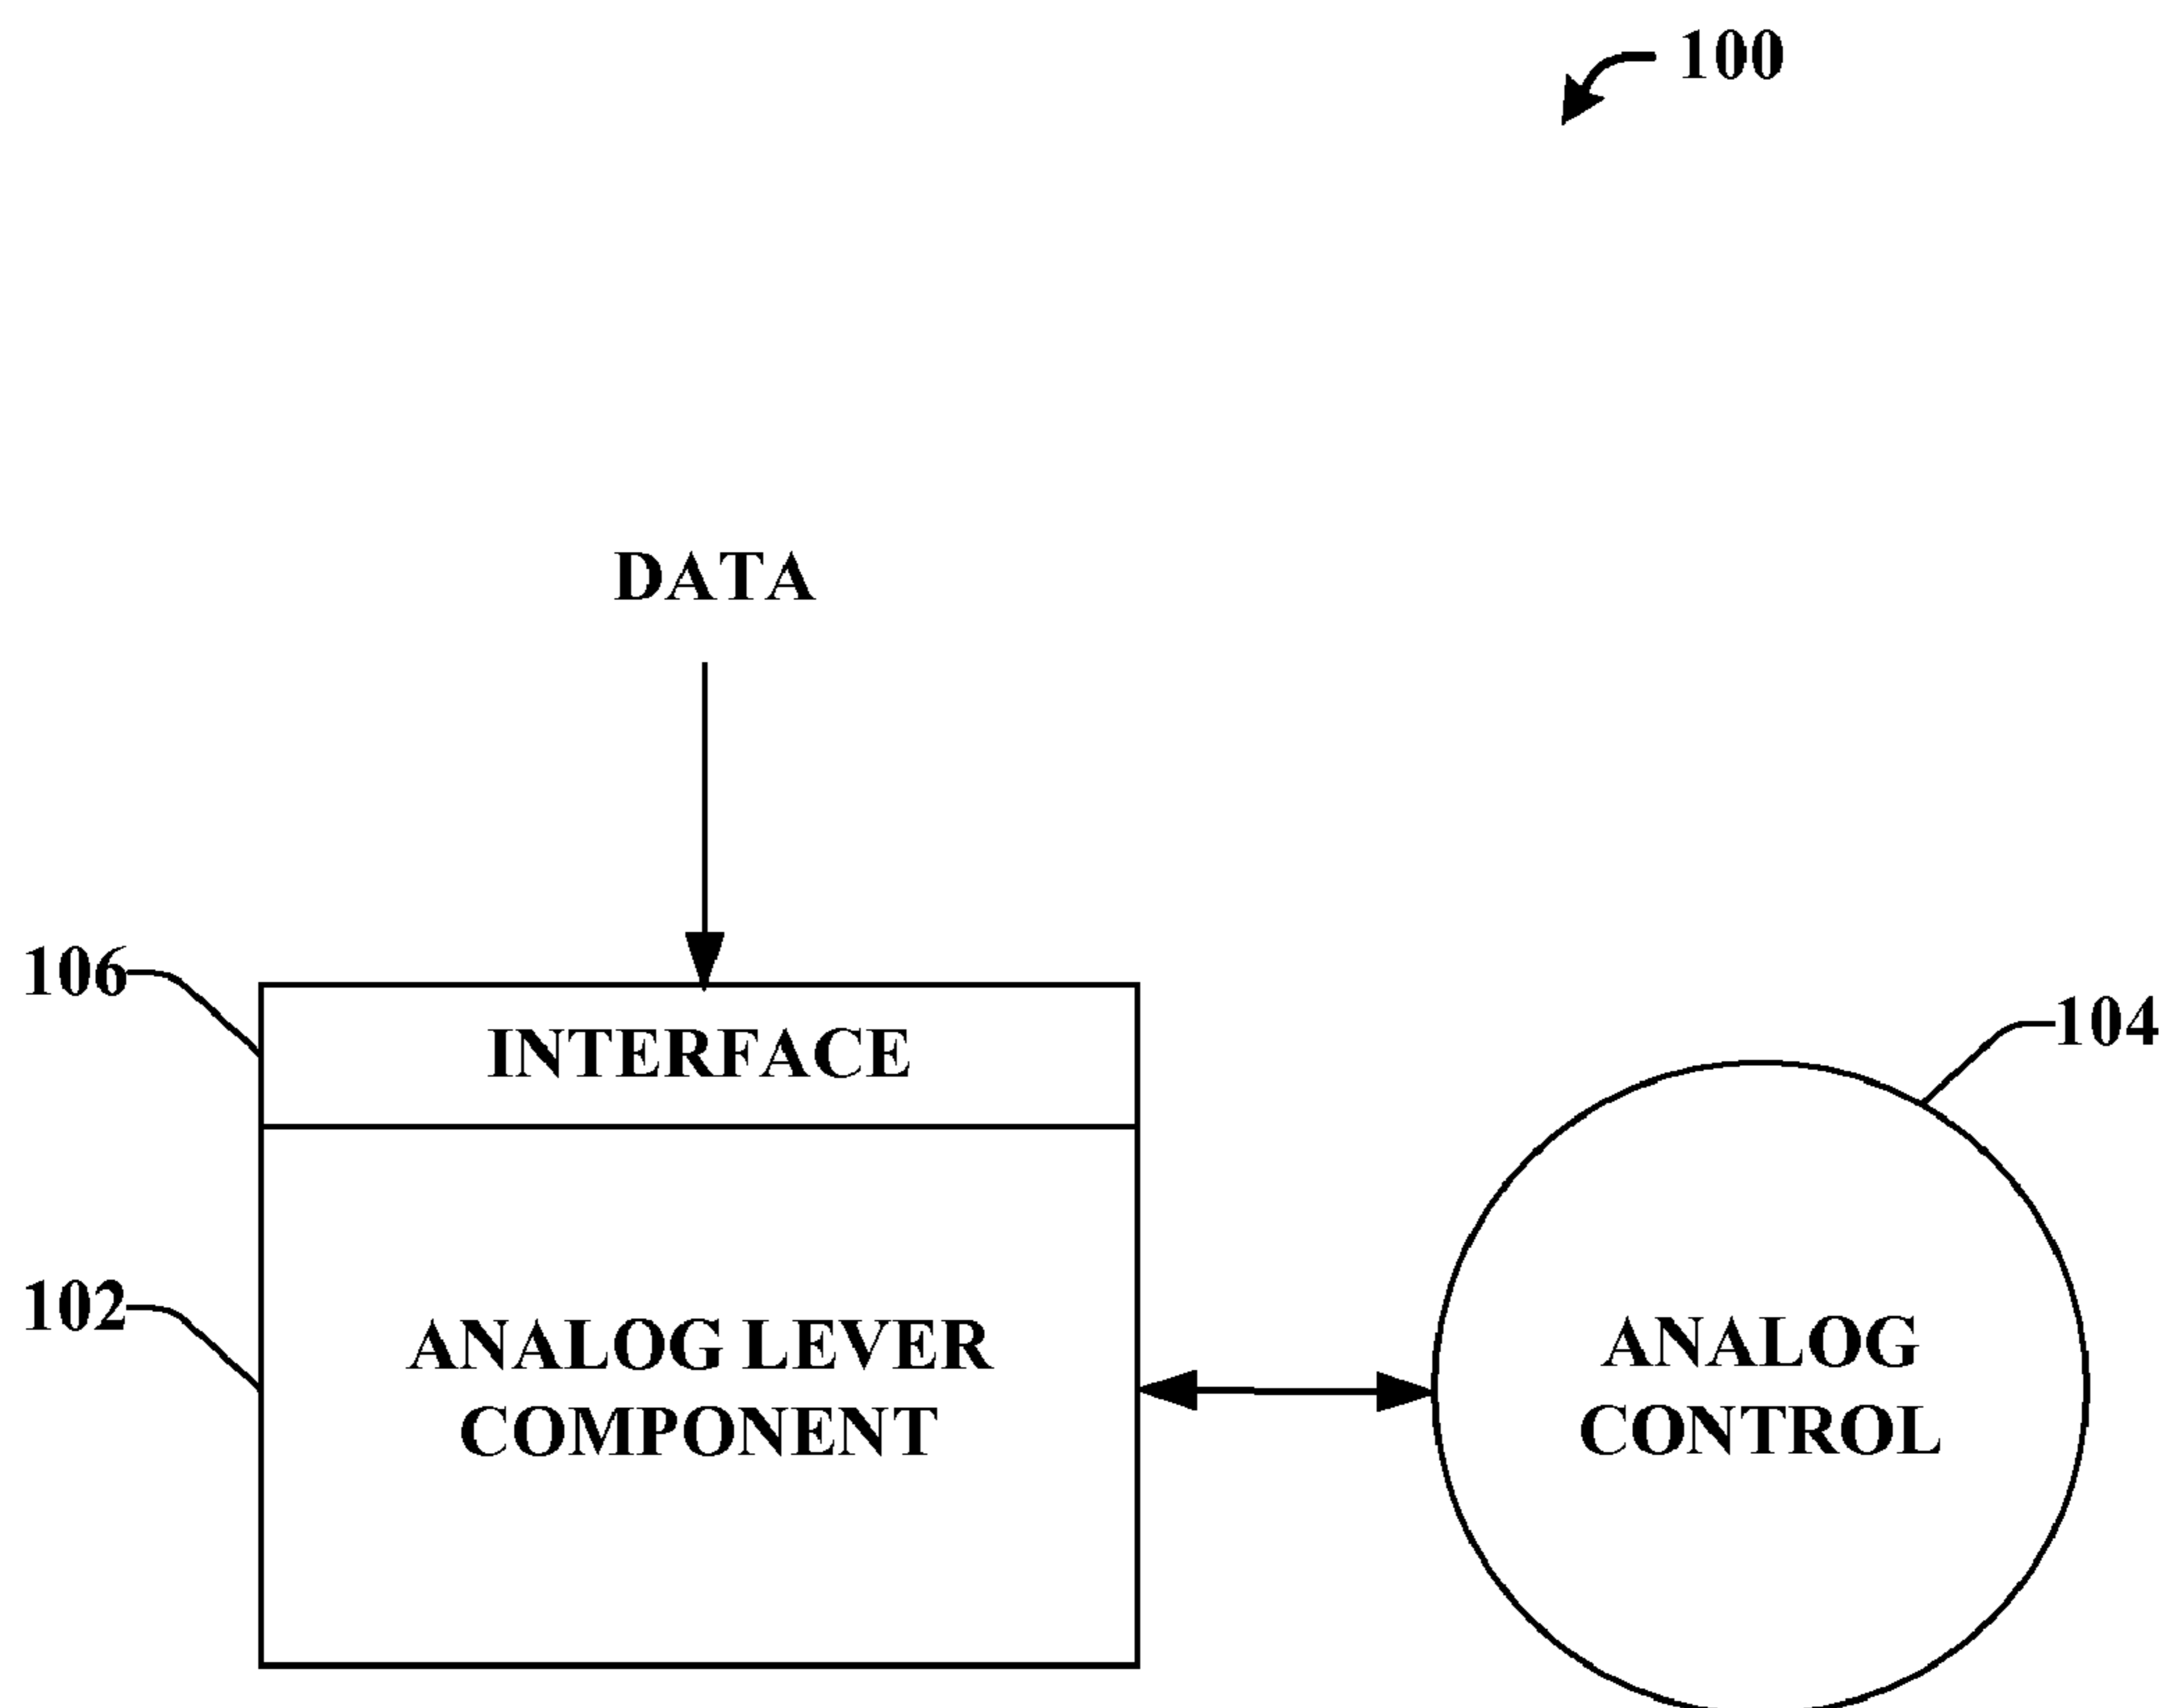 100
DATA
106
INTERFACE
104
102
ANALOG LEVER
COMPONENT
ANALOG
CONTROL